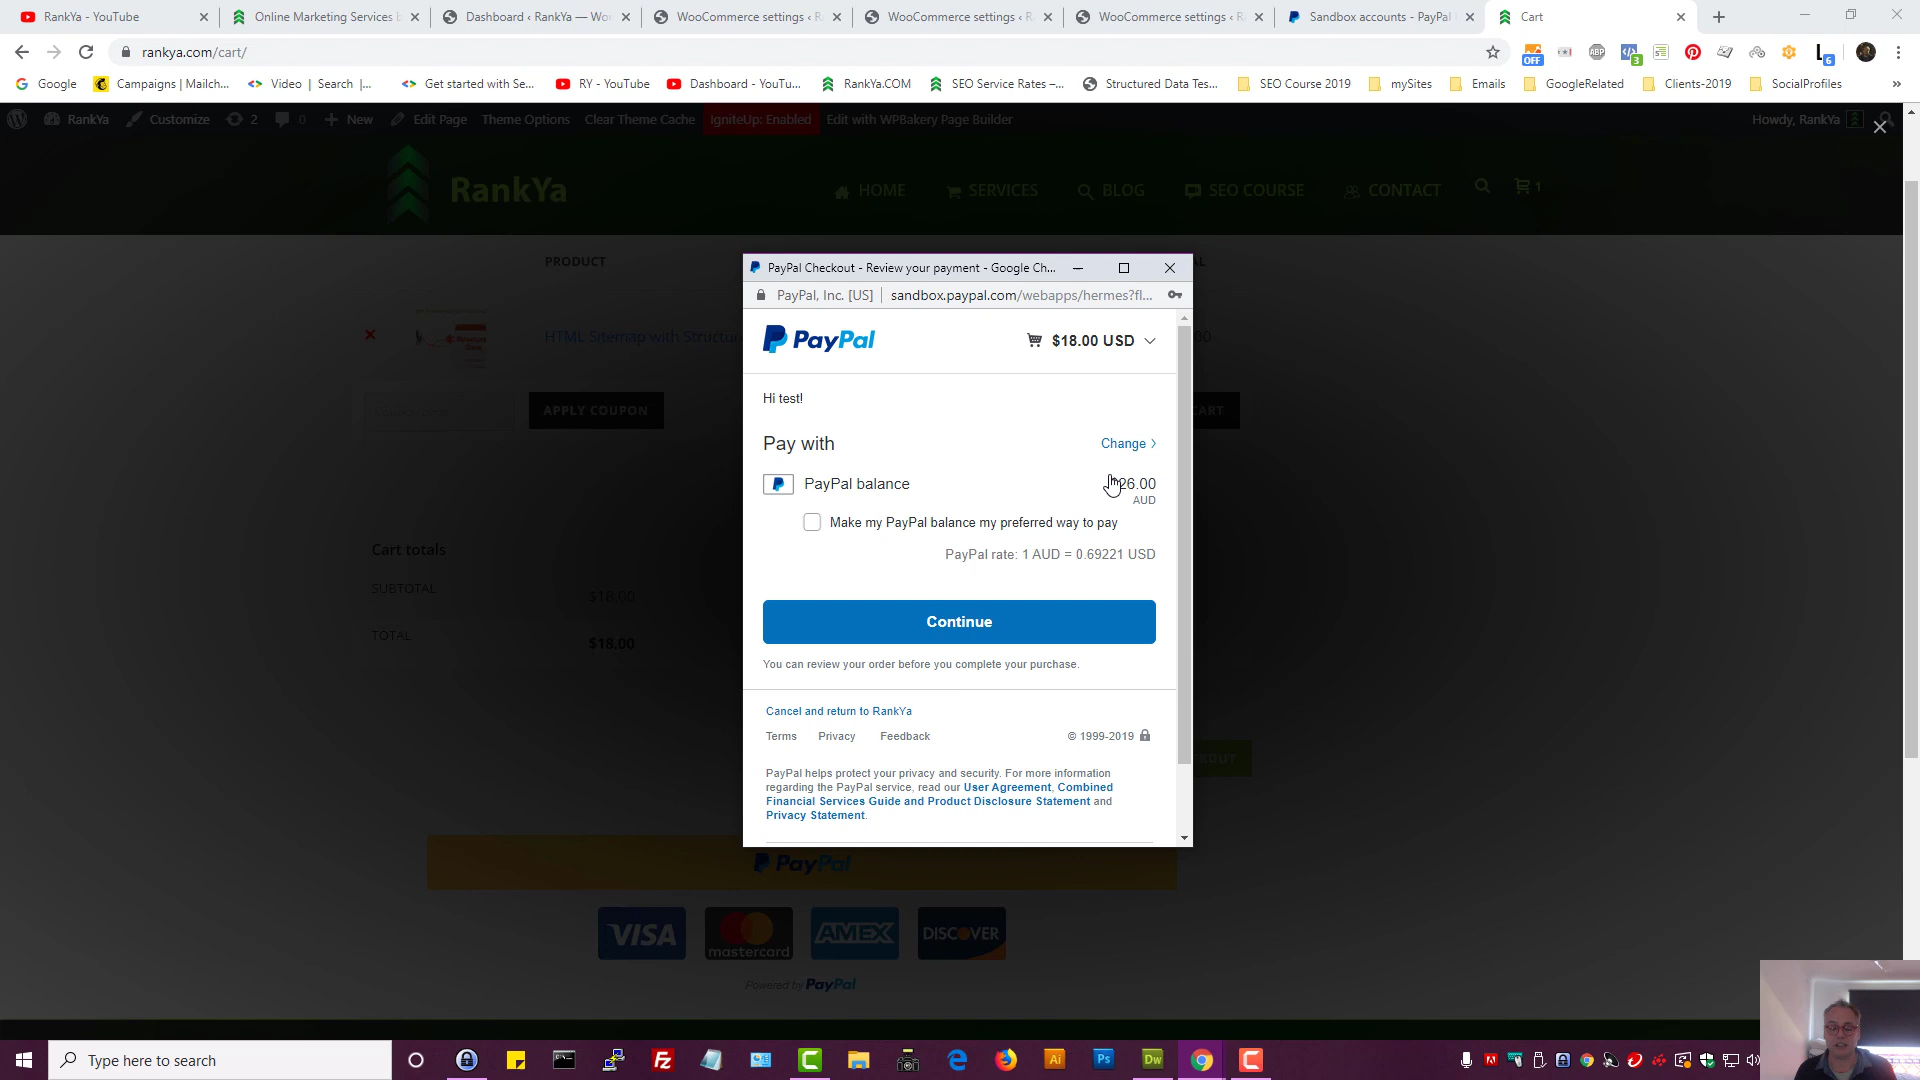 RankYa - YouTube
Online Marketing Services b
Dashboard ‹ RankYa — Wor
WooCommerce settings ‹ R
WooCommerce settings ‹ R
WooCommerce settings ‹ R
Sandbox accounts - PayPal
Cart
rankya.com/cart/
OFF
ABP
3
6
Google
Campaigns | Mailch...
Video | Search |...
Get started with Se...
RY - YouTube
Dashboard - YouTu...
RankYa.COM
SEO Service Rates –...
Structured Data Tes...
SEO Course 2019
mySites
Emails
GoogleRelated
Clients-2019
SocialProfiles
»
RankYa
Customize
2
0
New
Edit Page
Theme Options
Clear Theme Cache
IgniteUp: Enabled
Edit with WPBakery Page Builder
Howdy, RankYa
RankYa
HOME
SERVICES
BLOG
SEO COURSE
CONTACT
1
PRODUCT
HTML Sitemap with Structur
APPLY COUPON
CART
Cart totals
SUBTOTAL
$18.00
TOTAL
$18.00
PayPal Checkout - Review your payment - Google Ch...
PayPal, Inc. [US]
sandbox.paypal.com/webapps/hermes?fl...
PayPal
$18.00 USD
Hi test!
Pay with
Change
PayPal balance
26.00
AUD
Make my PayPal balance my preferred way to pay
PayPal rate: 1 AUD = 0.69221 USD
Continue
You can review your order before you complete your purchase.
Cancel and return to RankYa
Terms
Privacy
Feedback
© 1999-2019
PayPal helps protect your privacy and security. For more information
regarding the PayPal service, read our User Agreement, Combined
Financial Services Guide and Product Disclosure Statement and
Privacy Statement.
PayPal
VISA
mastercard
AMEX
DISCOVER
Powered by PayPal
Type here to search
Ai
Ps
Dw